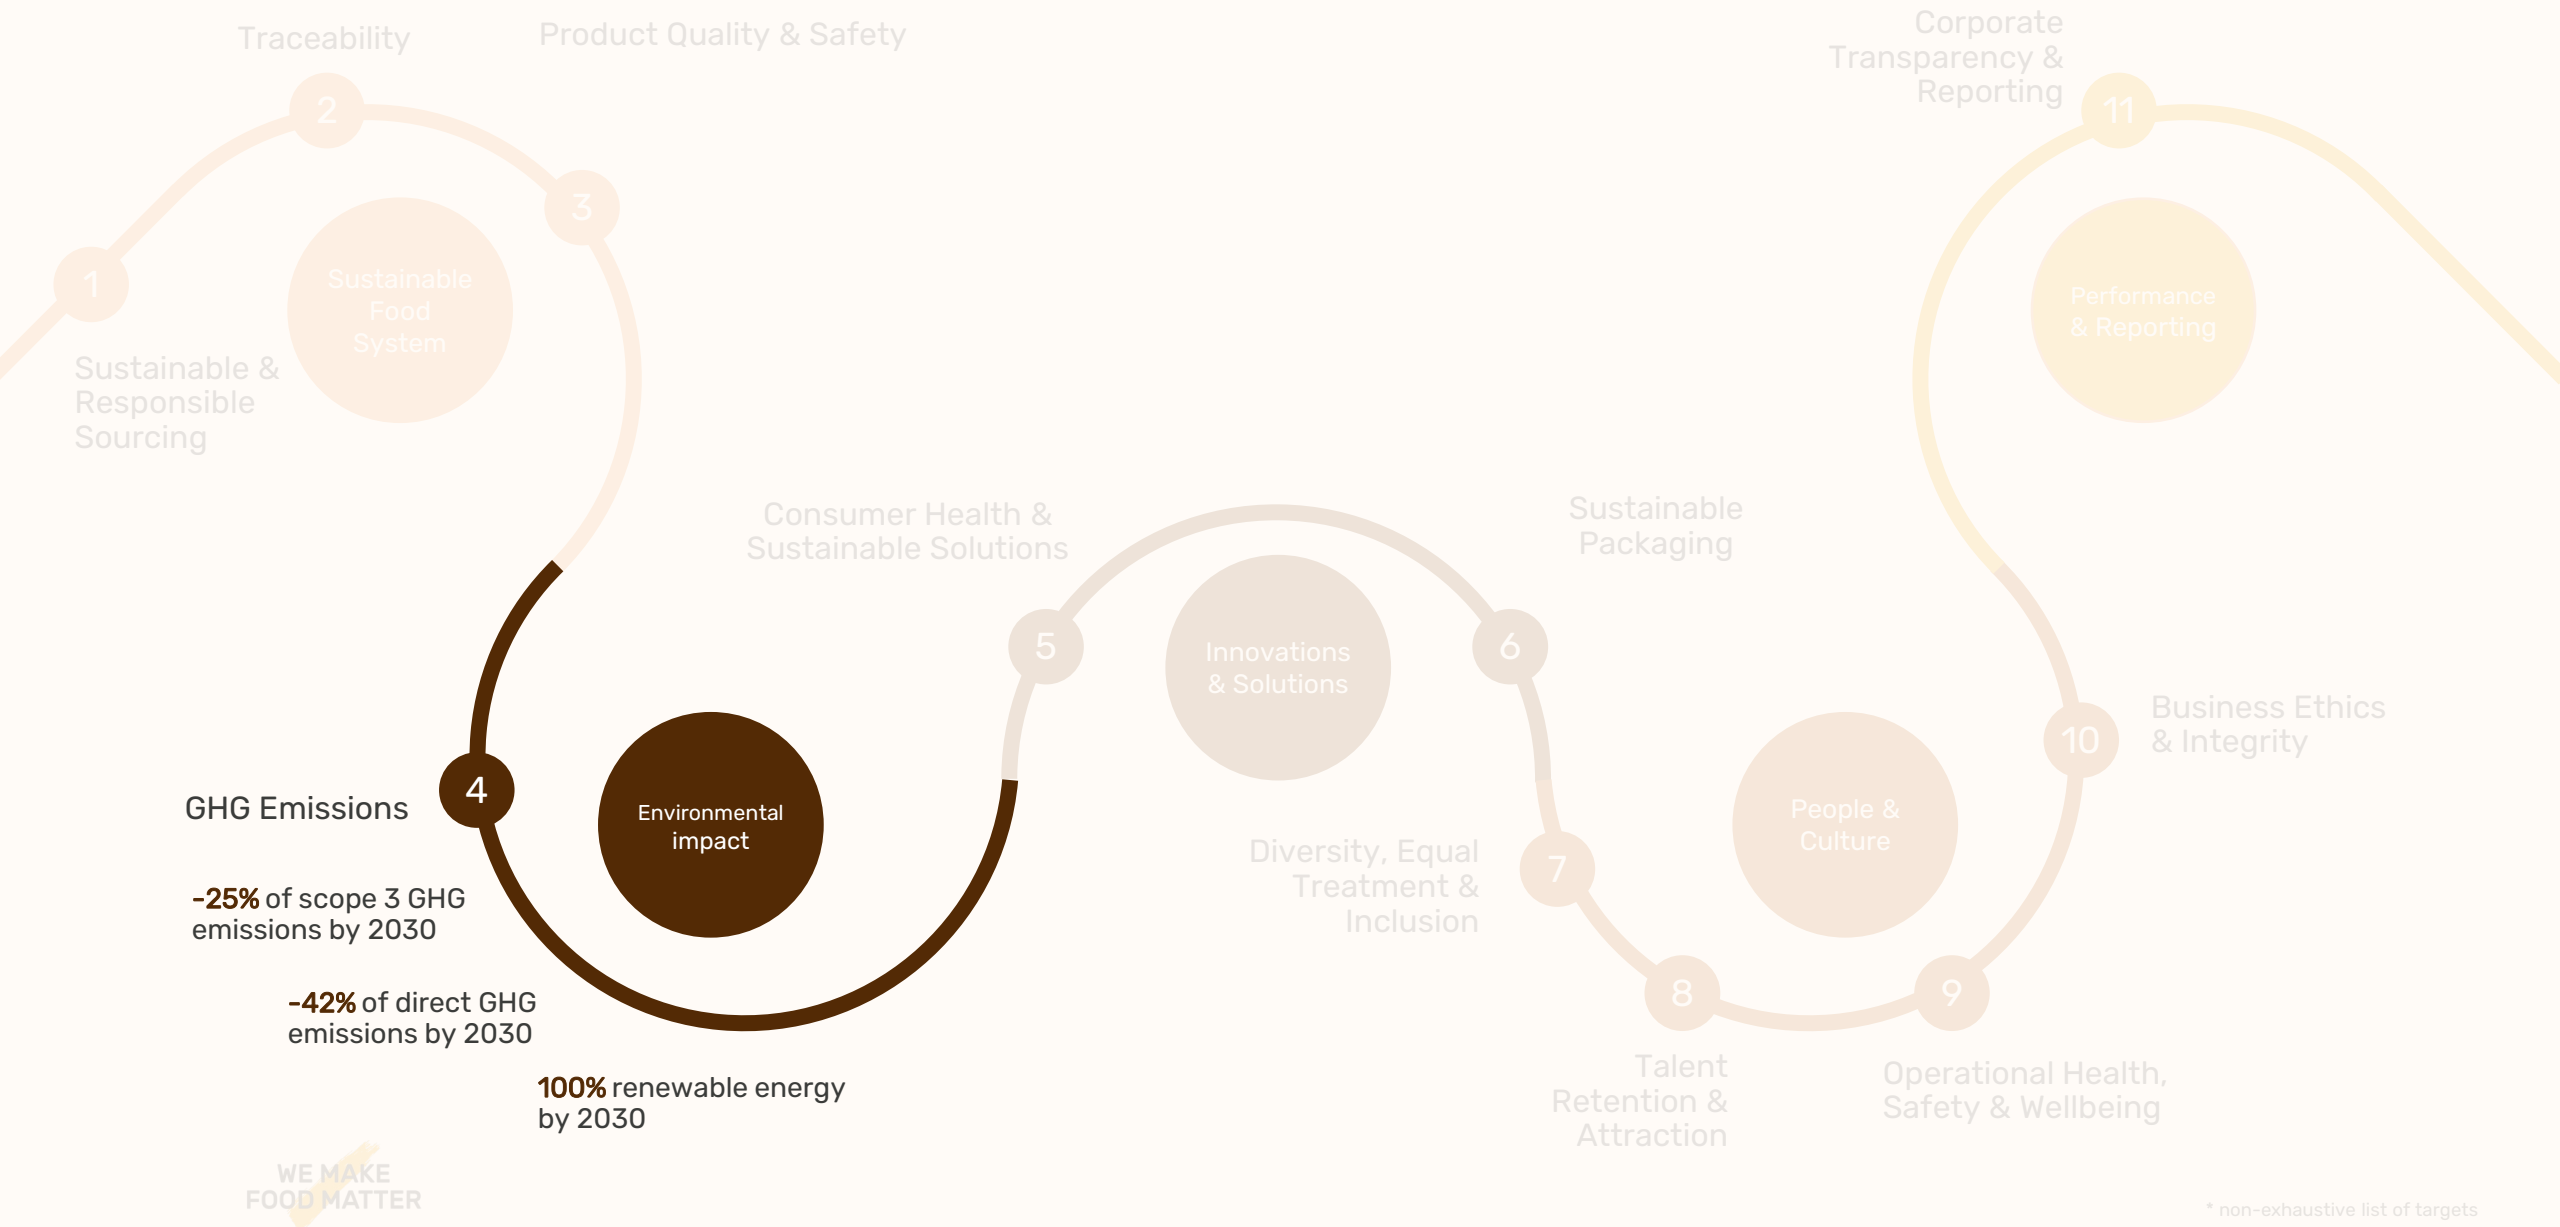 Traceability
2
Product Quality & Safety
3
1
Sustainable
Food
System
Sustainable &
Responsible
Sourcing
Corporate
Transparency &
Reporting
11
Performance
& Reporting
GHG Emissions
4
Environmental
impact
-25% of scope 3 GHG
emissions by 2030
-42% of direct GHG
emissions by 2030
100% renewable energy
by 2030
Consumer Health &
Sustainable Solutions
5
Innovations
& Solutions
6
Sustainable
Packaging
Diversity, Equal
Treatment &
Inclusion
7
People &
Culture
10
Business Ethics
& Integrity
8
Talent
Retention &
Attraction
9
Operational Health,
Safety & Wellbeing
WE MAKE
FOOD MATTER
* non-exhaustive list of targets